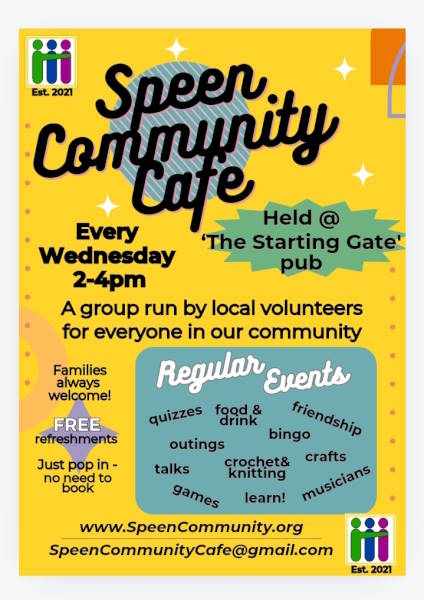 Est. 2021
Speen
Community
Cafe
Every
Wednesday
2-4pm
Held @
‘The Starting Gate'
pub
A group run by local volunteers
for everyone in our community
Families
always
welcome!
FREE
refreshments
Just pop in -
no need to
book
Regular Events
quizzes
food &
drink
friendship
outings
bingo
talks
crochet&
knitting
crafts
games
learn!
musicians
www.SpeenCommunity.org
SpeenCommunityCafe@gmail.com
Est. 2021